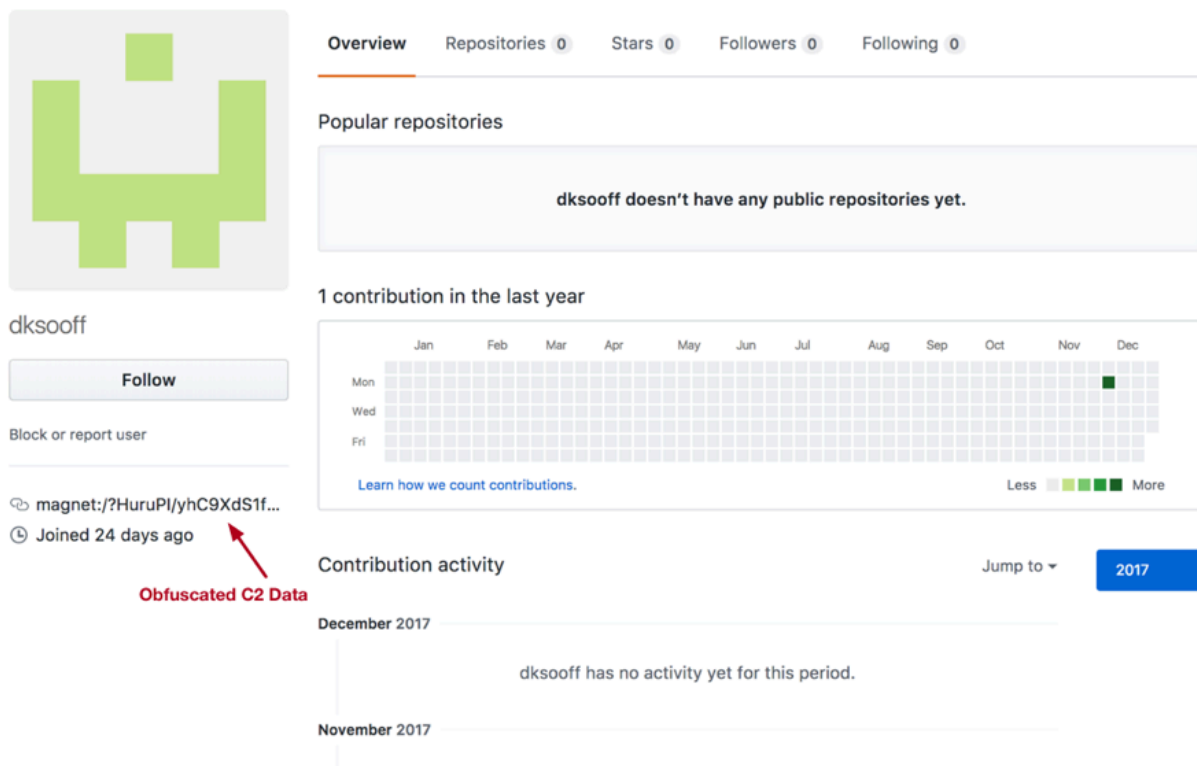 Overview Repositories 0 Stars 0 Followers 0 Following 0
Popular repositories
dksooff doesn’t have any public repositories yet.
1 contribution in the last year
Jan Feb Mar Apr May Jun Jul Aug Sep Oct Nov Dec
Mon
Wed
Fri
Learn how we count contributions. Less More
dksooff
Follow
Block or report user
magnet:/?HuruPI/yhC9XdS1f...
Joined 24 days ago
Obfuscated C2 Data
Contribution activity Jump to 2017
December 2017
dksooff has no activity yet for this period.
November 2017